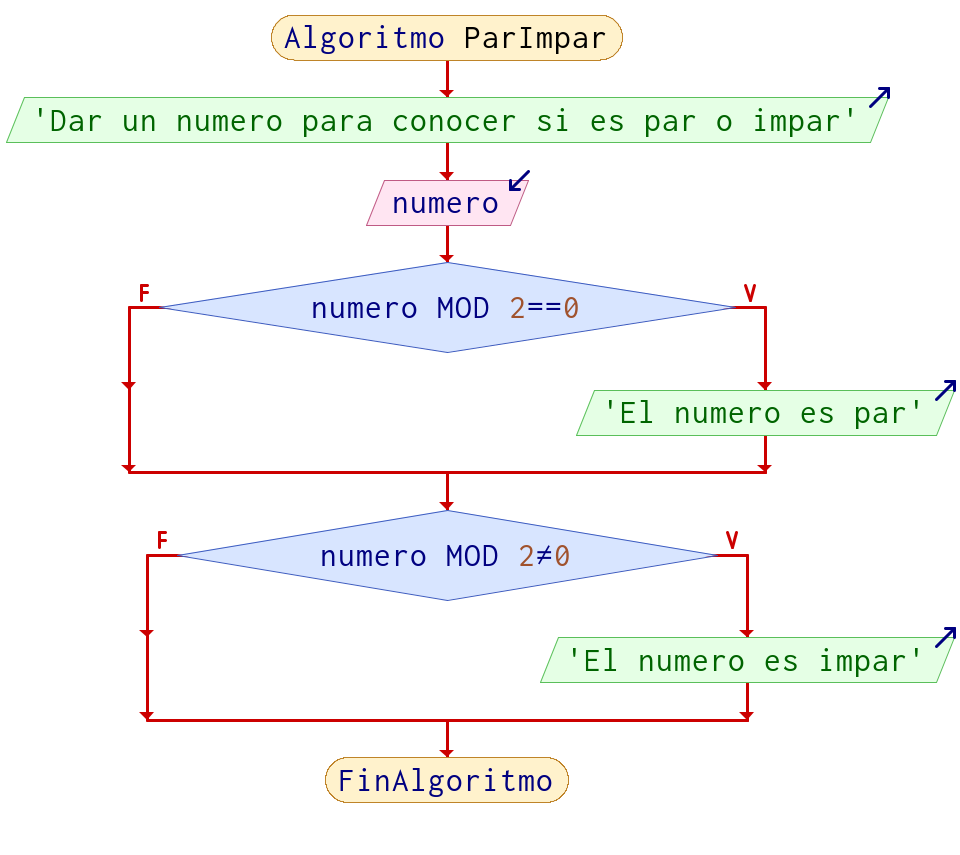 Algoritmo ParImpar
'Dar un numero para conocer si es par o impar'
numero
F
V
numero MOD 2==0
'El numero es par'
F
V
numero MOD 2≠0
'El numero es impar'
FinAlgoritmo